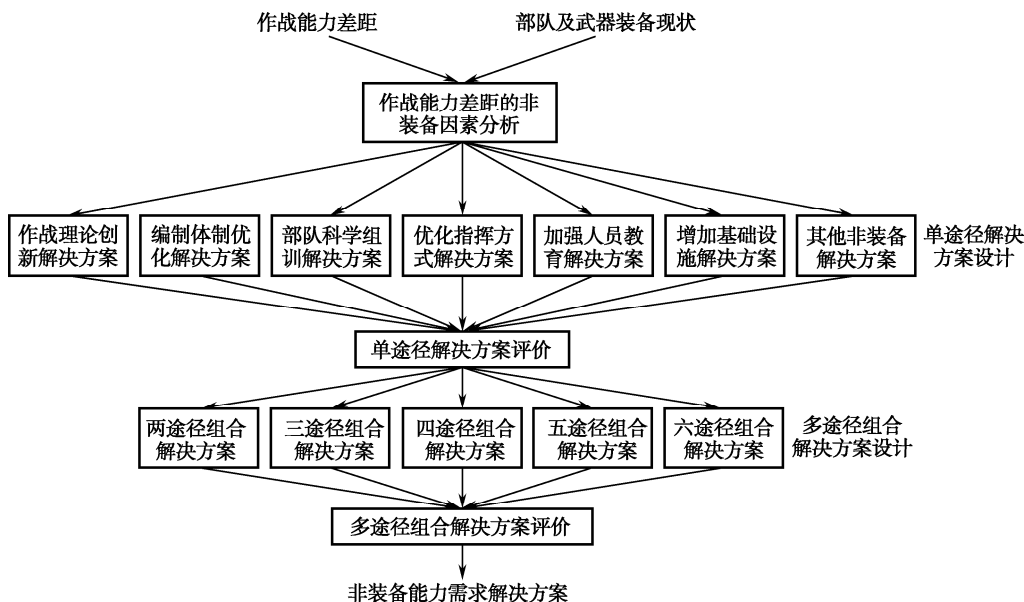 作战能力差距
部队及武器装备现状
作战能力差距的非
装备因素分析
作战理论创
新解决方案
编制体制优
化解决方案
部队科学组
训解决方案
优化指挥方
式解决方案
加强人员教
育解决方案
增加基础设
施解决方案
其他非装备
解决方案
单途径解决
方案设计
单途径解决方案评价
两途径组合
解决方案
三途径组合
解决方案
四途径组合
解决方案
五途径组合
解决方案
六途径组合
解决方案
多途径组合
解决方案设计
多途径组合解决方案评价
非装备能力需求解决方案